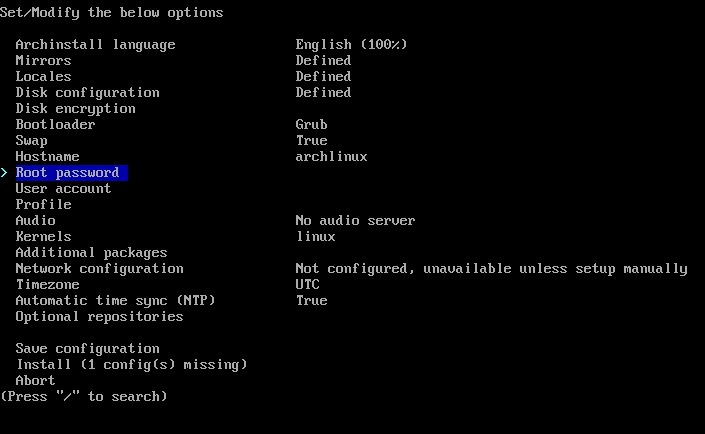 Set/Modify the below options
Archinstall language English (100%)
Mirrors Defined
Locales Defined
Disk configuration Defined
Disk encryption
Bootloader Grub
Swap True
Hostname archlinux
> Root password
User account
Profile
Audio No audio server
Kernels linux
Additional packages
Network configuration Not configured, unavailable unless setup manually
Timezone UTC
Automatic time sync (NTP) True
Optional repositories
Save configuration
Install (1 config(s) missing)
Abort
(Press "/" to search)